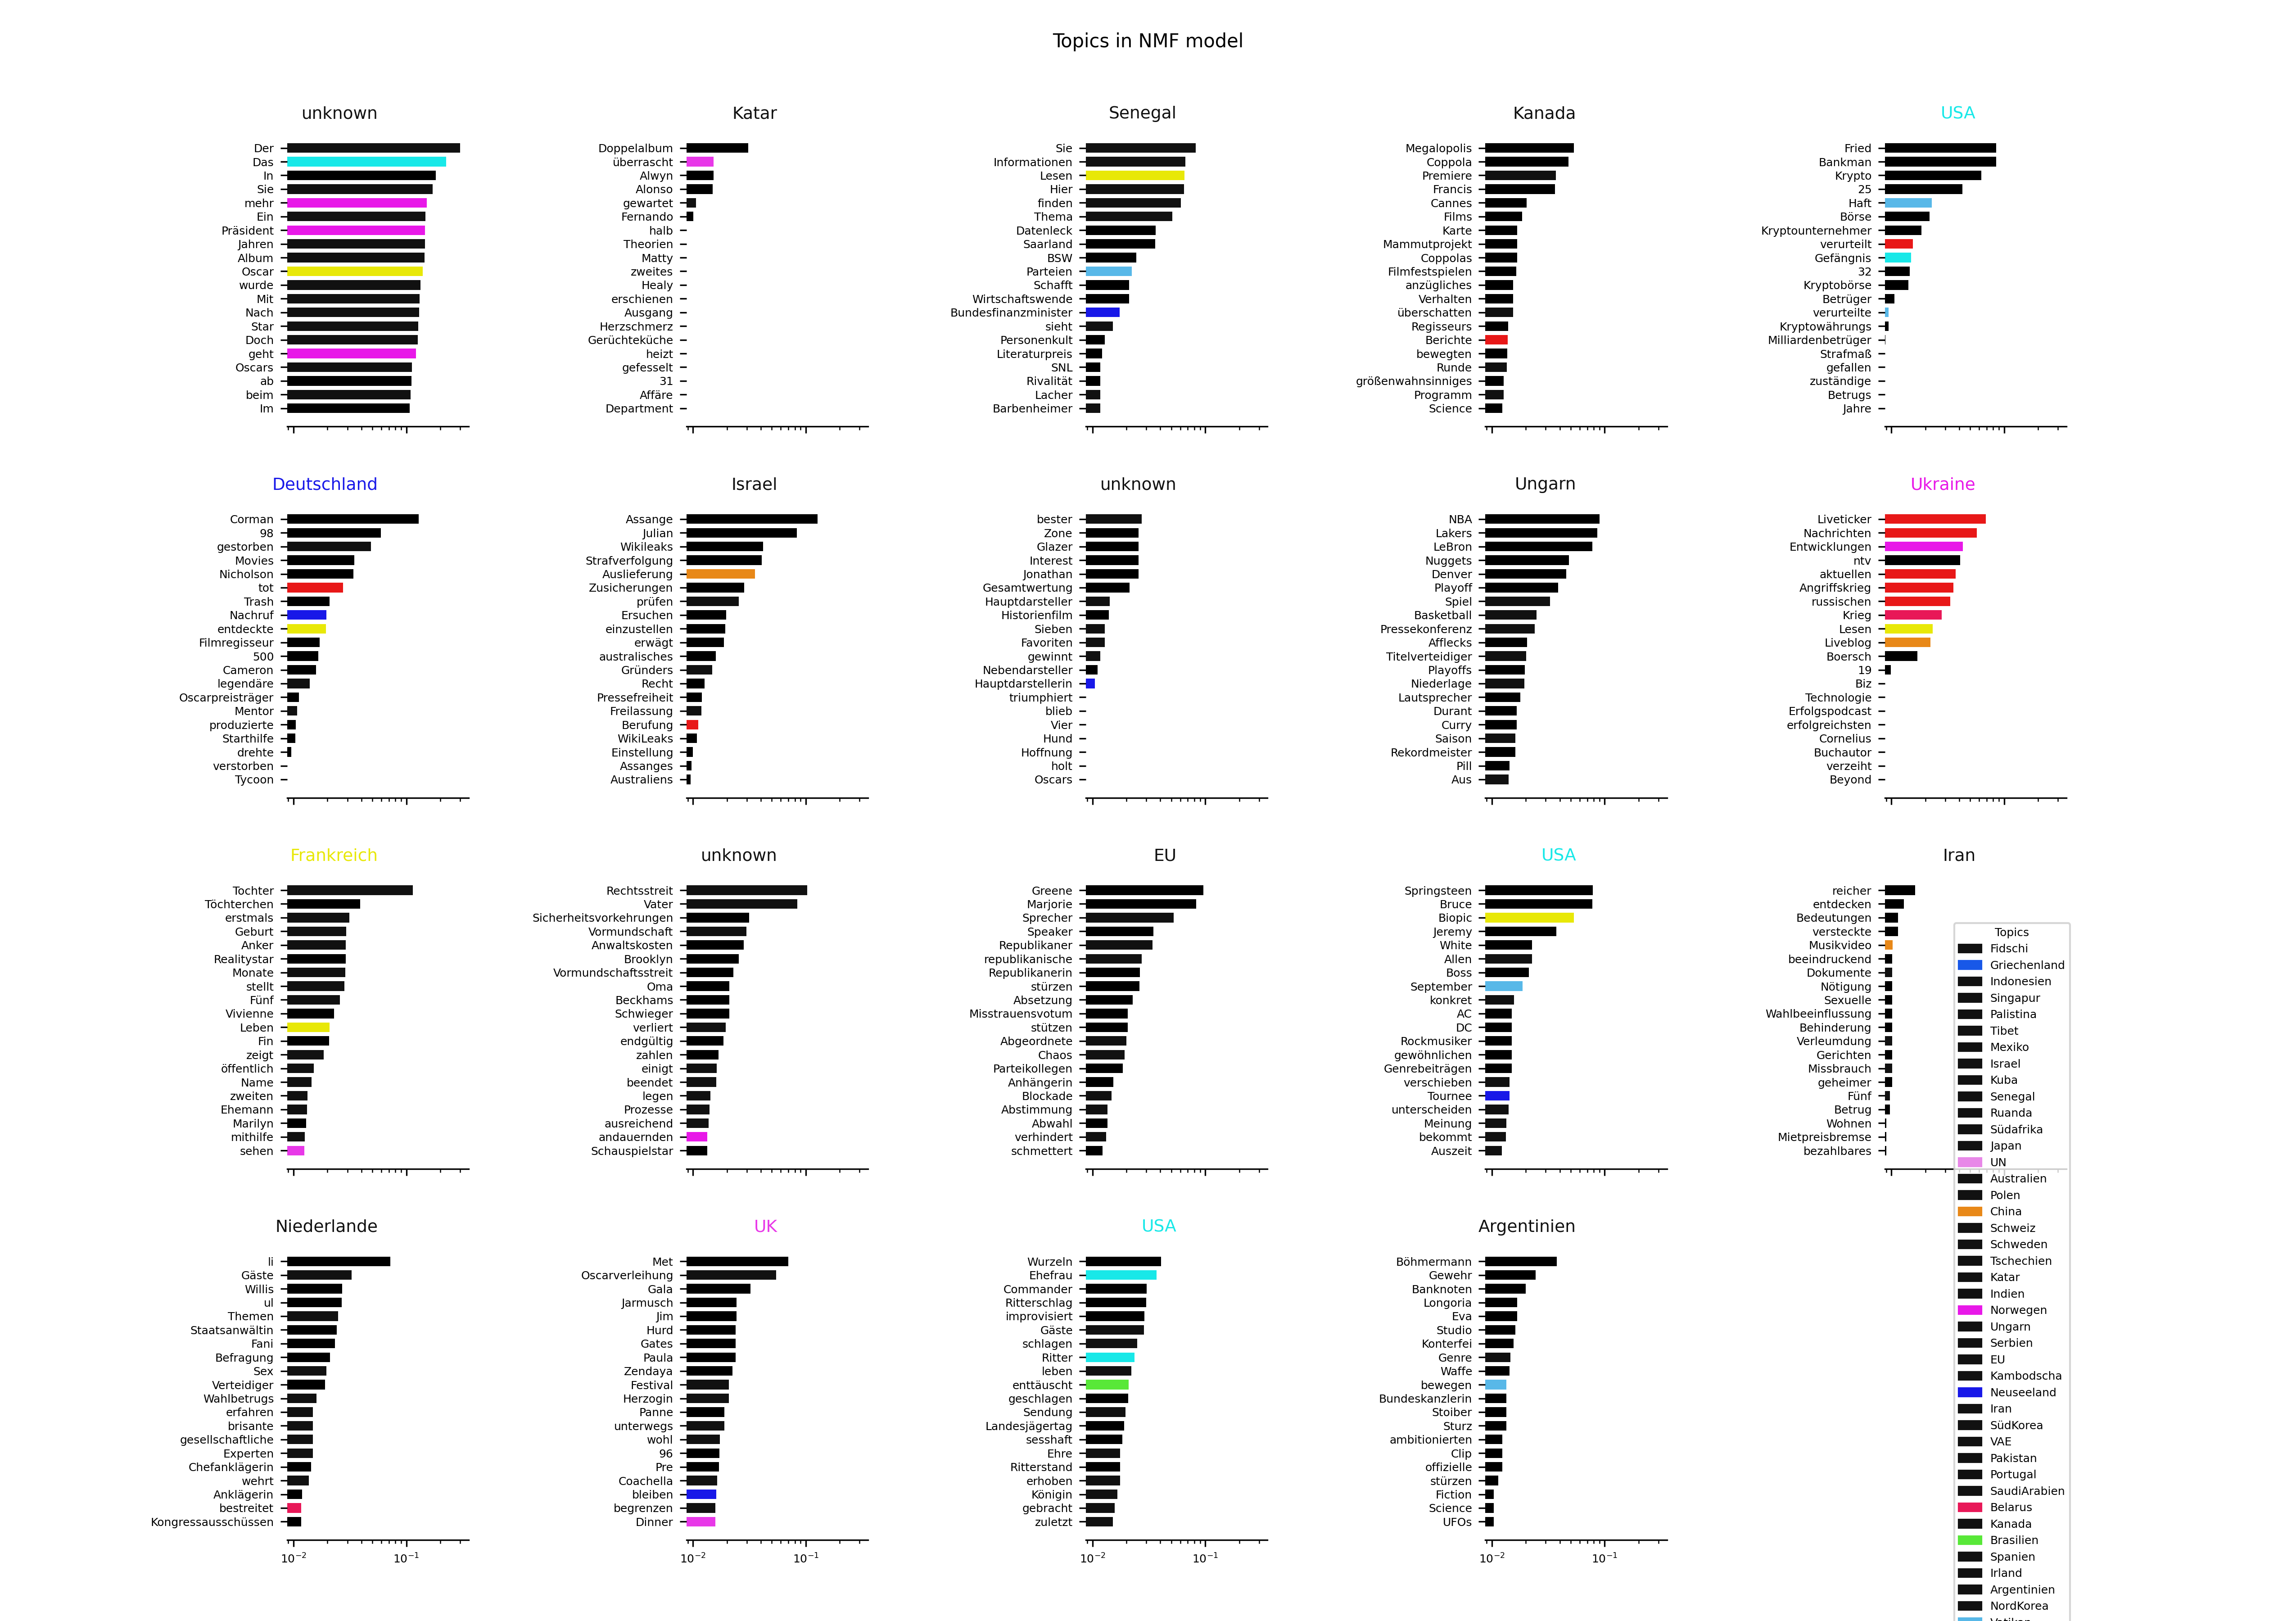 Topics in NMF model
unknown
Der
Das
In
Sie
mehr
Ein
Präsident
Jahren
Album
Oscar
wurde
Mit
Nach
Star
Doch
geht
Oscars
ab
beim
Im
Katar
Doppelalbum
überrascht
Alwyn
Alonso
gewartet
Fernando
halb
Theorien
Matty
zweites
Healy
erschienen
Ausgang
Herzschmerz
Gerüchteküche
heizt
gefesselt
31
Affäre
Department
Senegal
Sie
Informationen
Lesen
Hier
finden
Thema
Datenleck
Saarland
BSW
Parteien
Schafft
Wirtschaftswende
Bundesfinanzminister
sieht
Personenkult
Literaturpreis
SNL
Rivalität
Lacher
Barbenheimer
Kanada
Megalopolis
Coppola
Premiere
Francis
Cannes
Films
Karte
Mammutprojekt
Coppolas
Filmfestspielen
anzügliches
Verhalten
überschatten
Regisseurs
Berichte
bewegten
Runde
größenwahnsinniges
Programm
Science
USA
Fried
Bankman
Krypto
25
Haft
Börse
Kryptounternehmer
verurteilt
Gefängnis
32
Kryptobörse
Betrüger
verurteilte
Kryptowährungs
Milliardenbetrüger
Strafmaß
gefallen
zuständige
Betrugs
Jahre
Deutschland
Corman
98
gestorben
Movies
Nicholson
tot
Trash
Nachruf
entdeckte
Filmregisseur
500
Cameron
legendäre
Oscarpreisträger
Mentor
produzierte
Starthilfe
drehte
verstorben
Tycoon
Israel
Assange
Julian
Wikileaks
Strafverfolgung
Auslieferung
Zusicherungen
prüfen
Ersuchen
einzustellen
erwägt
australisches
Gründers
Recht
Pressefreiheit
Freilassung
Berufung
WikiLeaks
Einstellung
Assanges
Australiens
unknown
bester
Zone
Glazer
Interest
Jonathan
Gesamtwertung
Hauptdarsteller
Historienfilm
Sieben
Favoriten
gewinnt
Nebendarsteller
Hauptdarstellerin
triumphiert
blieb
Vier
Hund
Hoffnung
holt
Oscars
Ungarn
NBA
Lakers
LeBron
Nuggets
Denver
Playoff
Spiel
Basketball
Pressekonferenz
Afflecks
Titelverteidiger
Playoffs
Niederlage
Lautsprecher
Durant
Curry
Saison
Rekordmeister
Pill
Aus
Ukraine
Liveticker
Nachrichten
Entwicklungen
ntv
aktuellen
Angriffskrieg
russischen
Krieg
Lesen
Liveblog
Boersch
19
Biz
Technologie
Erfolgspodcast
erfolgreichsten
Cornelius
Buchautor
verzeiht
Beyond
Frankreich
Tochter
Töchterchen
erstmals
Geburt
Anker
Realitystar
Monate
stellt
Fünf
Vivienne
Leben
Fin
zeigt
öffentlich
Name
zweiten
Ehemann
Marilyn
mithilfe
sehen
unknown
Rechtsstreit
Vater
Sicherheitsvorkehrungen
Vormundschaft
Anwaltskosten
Brooklyn
Vormundschaftsstreit
Oma
Beckhams
Schwieger
verliert
endgültig
zahlen
einigt
beendet
legen
Prozesse
ausreichend
andauernden
Schauspielstar
EU
Greene
Marjorie
Sprecher
Speaker
Republikaner
republikanische
Republikanerin
stürzen
Absetzung
Misstrauensvotum
stützen
Abgeordnete
Chaos
Parteikollegen
Anhängerin
Blockade
Abstimmung
Abwahl
verhindert
schmettert
USA
Springsteen
Bruce
Biopic
Jeremy
White
Allen
Boss
September
konkret
AC
DC
Rockmusiker
gewöhnlichen
Genrebeiträgen
verschieben
Tournee
unterscheiden
Meinung
bekommt
Auszeit
Iran
reicher
entdecken
Bedeutungen
versteckte
Musikvideo
beeindruckend
Dokumente
Nötigung
Sexuelle
Wahlbeeinflussung
Behinderung
Verleumdung
Gerichten
Missbrauch
geheimer
Fünf
Betrug
Wohnen
Mietpreisbremse
bezahlbares
Niederlande
li
Gäste
Willis
ul
Themen
Staatsanwältin
Fani
Befragung
Sex
Verteidiger
Wahlbetrugs
erfahren
brisante
gesellschaftliche
Experten
Chefanklägerin
wehrt
Anklägerin
bestreitet
Kongressausschüssen
10⁻² 10⁻¹
UK
Met
Oscarverleihung
Gala
Jarmusch
Jim
Hurd
Gates
Paula
Zendaya
Festival
Herzogin
Panne
unterwegs
wohl
96
Pre
Coachella
bleiben
begrenzen
Dinner
10⁻² 10⁻¹
USA
Wurzeln
Ehefrau
Commander
Ritterschlag
improvisiert
Gäste
schlagen
Ritter
leben
enttäuscht
geschlagen
Sendung
Landesjägertag
sesshaft
Ehre
Ritterstand
erhoben
Königin
gebracht
zuletzt
10⁻² 10⁻¹
Argentinien
Böhmermann
Gewehr
Banknoten
Longoria
Eva
Studio
Konterfei
Genre
Waffe
bewegen
Bundeskanzlerin
Stoiber
Sturz
ambitionierten
Clip
offizielle
stürzen
Fiction
Science
UFOs
10⁻² 10⁻¹
Topics
Fidschi
Griechenland
Indonesien
Singapur
Palistina
Tibet
Mexiko
Israel
Kuba
Senegal
Ruanda
Südafrika
Japan
UN
Australien
Polen
China
Schweiz
Schweden
Tschechien
Katar
Indien
Norwegen
Ungarn
Serbien
EU
Kambodscha
Neuseeland
Iran
SüdKorea
VAE
Pakistan
Portugal
SaudiArabien
Belarus
Kanada
Brasilien
Spanien
Irland
Argentinien
NordKorea